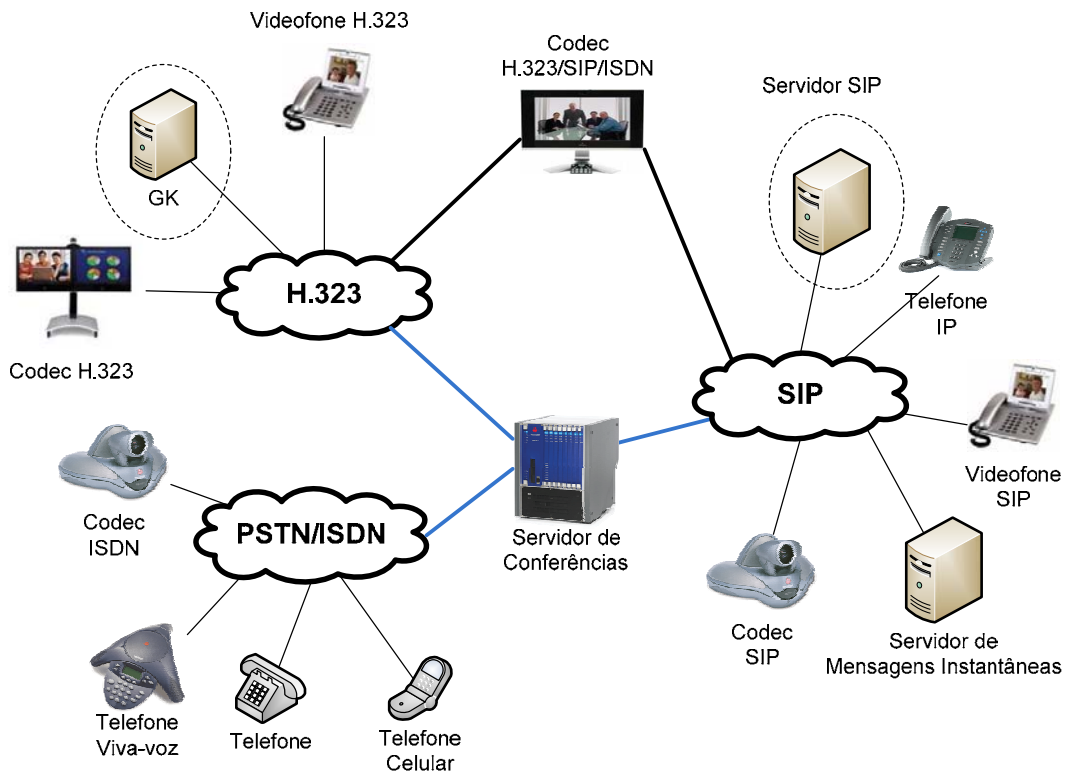 Videofone H.323
Codec
H.323/SIP/ISDN
Servidor SIP
GK
H.323
Telefone
IP
Codec H.323
SIP
Videofone
SIP
Codec
ISDN
PSTN/ISDN
Servidor de
Conferências
Codec
SIP
Servidor de
Mensagens Instantâneas
Telefone
Viva-voz
Telefone
Telefone
Celular